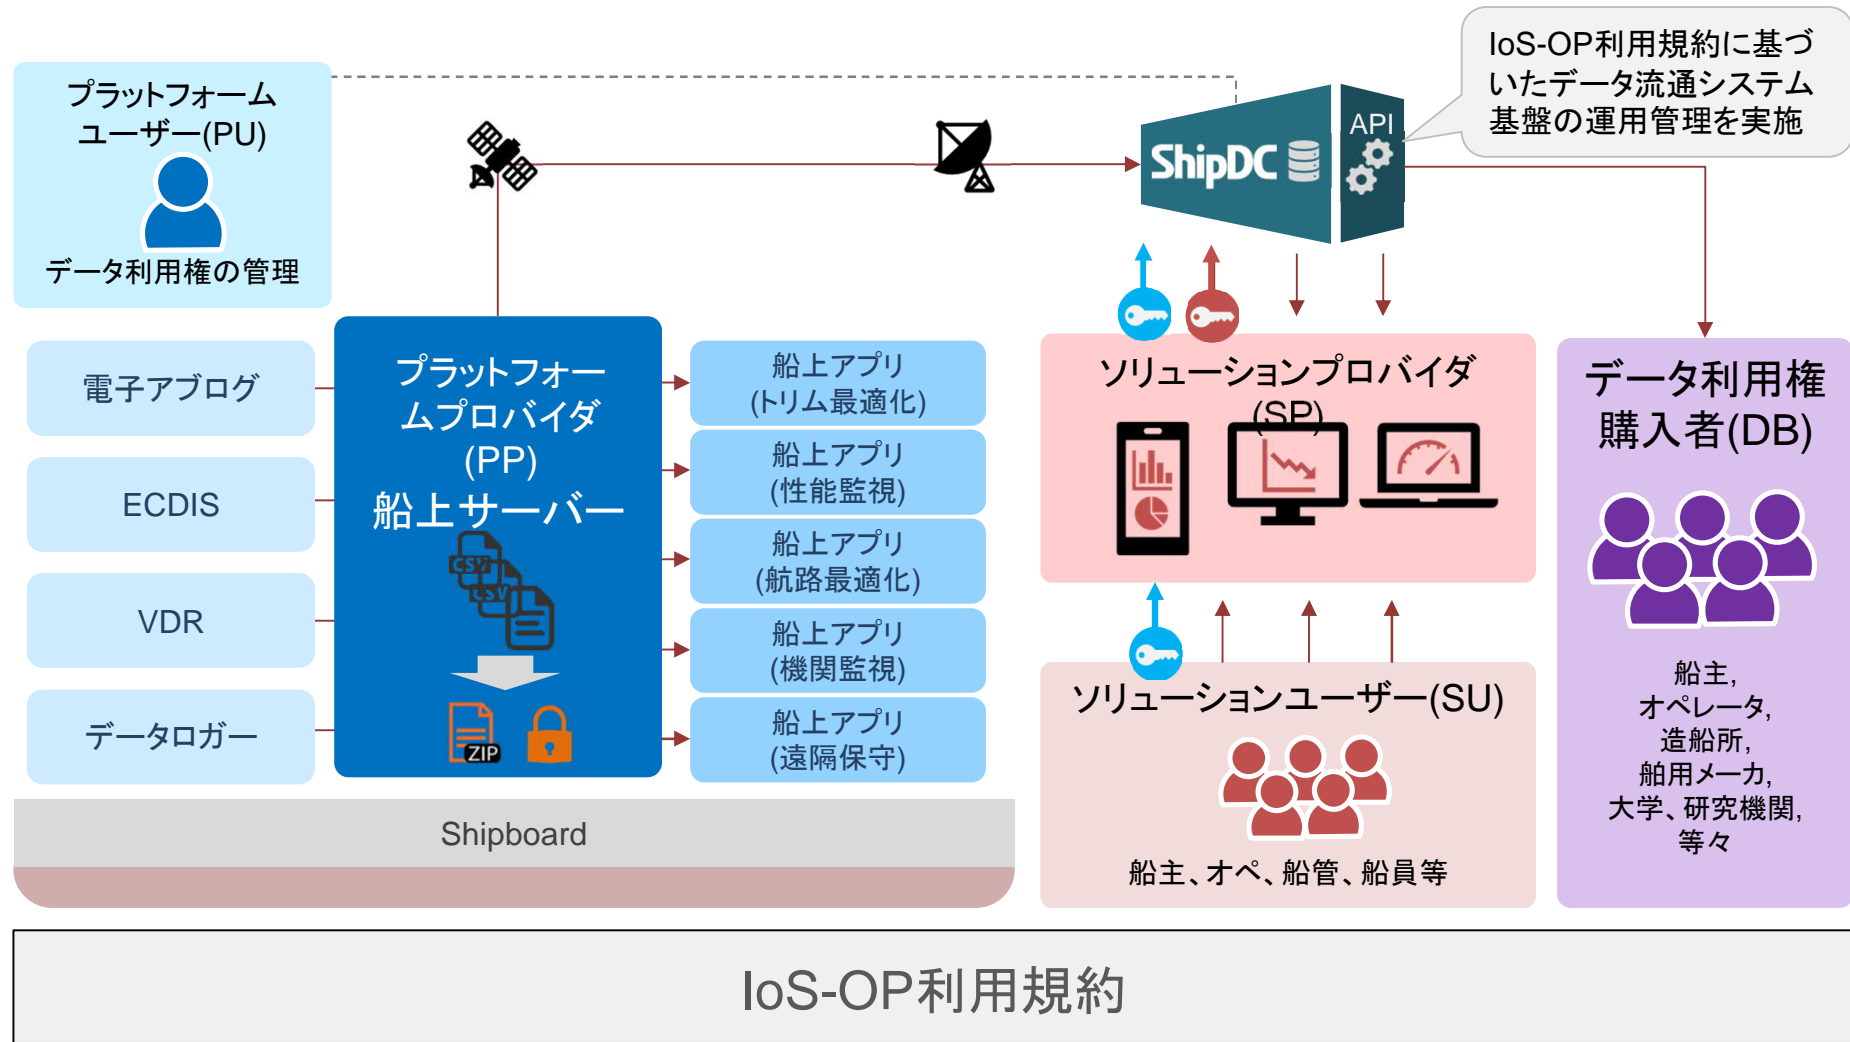 IoS-OP利用規約に基づ
いたデータ流通システム
基盤の運用管理を実施
プラットフォーム
ユーザー(PU)
データ利用権の管理
ShipDC
API
電子アブログ
ECDIS
VDR
データロガー
プラットフォー
ムプロバイダ
(PP)
船上サーバー
CSV
CSV
ZIP
船上アプリ
(トリム最適化)
船上アプリ
(性能監視)
船上アプリ
(航路最適化)
船上アプリ
(機関監視)
船上アプリ
(遠隔保守)
Shipboard
ソリューションプロバイダ
(SP)
ソリューションユーザー(SU)
船主、オペ、船管、船員等
データ利用権
購入者(DB)
船主,
オペレータ,
造船所,
舶用メーカ,
大学、研究機関,
等々
IoS-OP利用規約